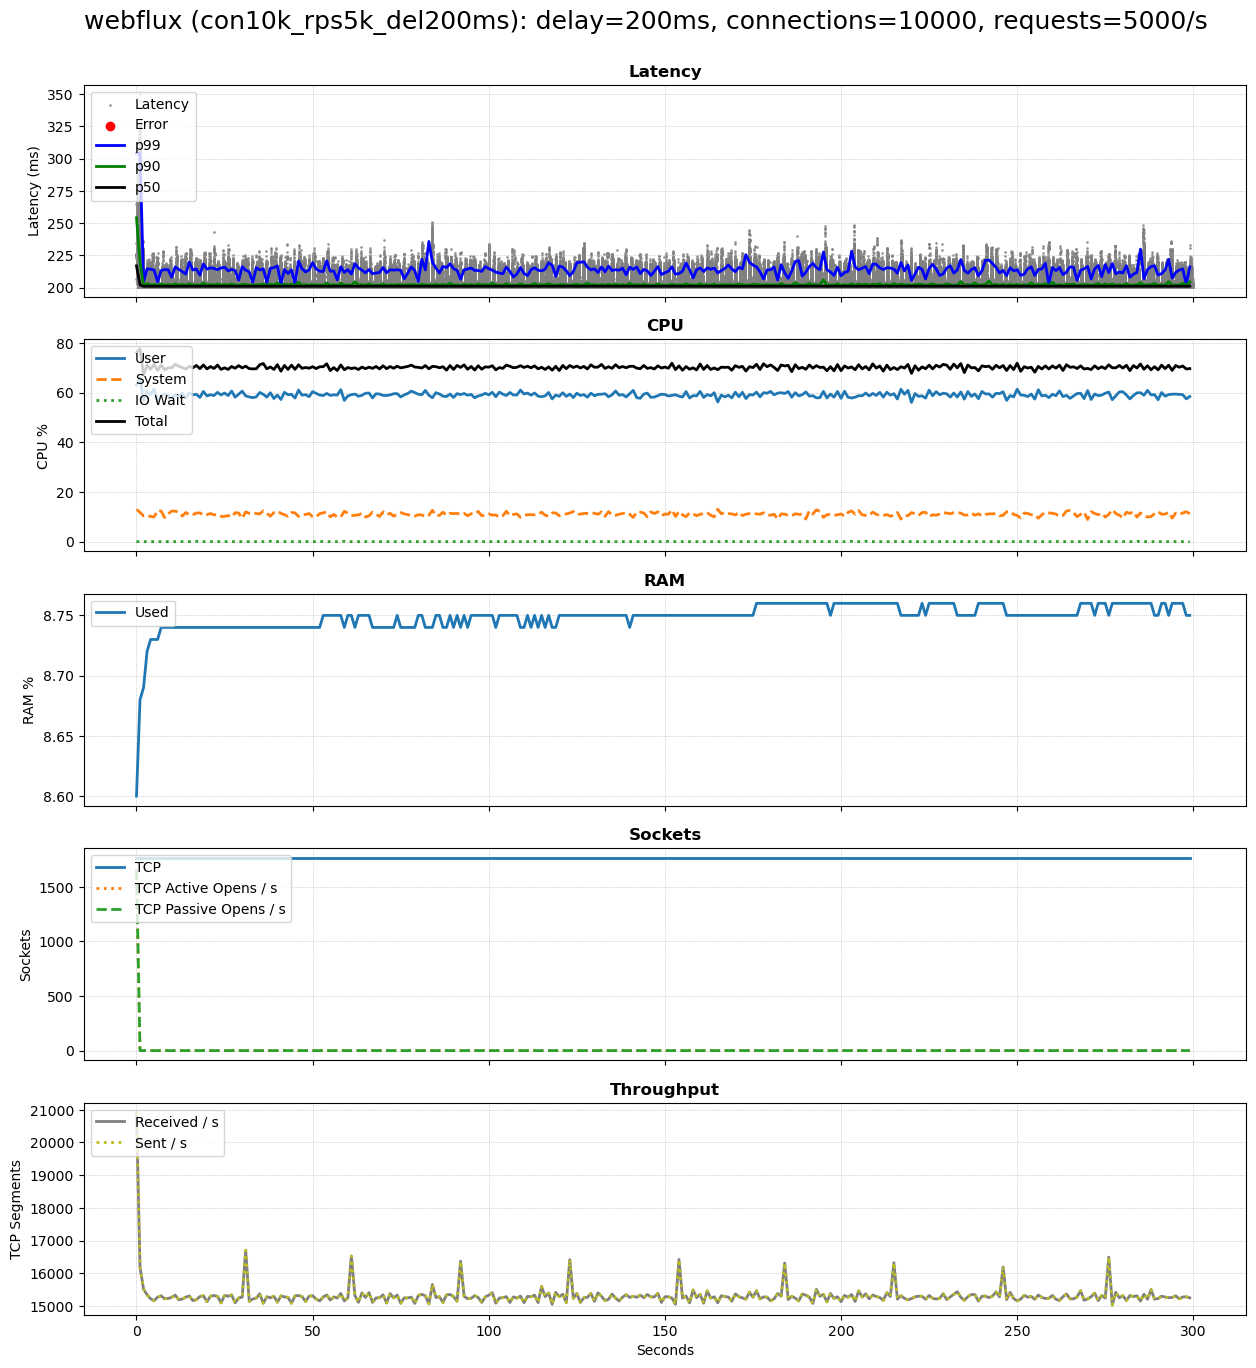 webflux (con10k_rps5k_del200ms): delay=200ms, connections=10000, requests=5000/s
Latency
350
325
300
275
250
225
200
Latency (ms)
Latency
Error
p99
p90
p50
CPU
80
60
40
20
0
CPU %
User
System
IO Wait
Total
RAM
8.75
8.70
8.65
8.60
RAM %
Used
Sockets
1500
1000
500
0
Sockets
TCP
TCP Active Opens / s
TCP Passive Opens / s
Throughput
21000
20000
19000
18000
17000
16000
15000
TCP Segments
Received / s
Sent / s
0 50 100 150 200 250 300
Seconds